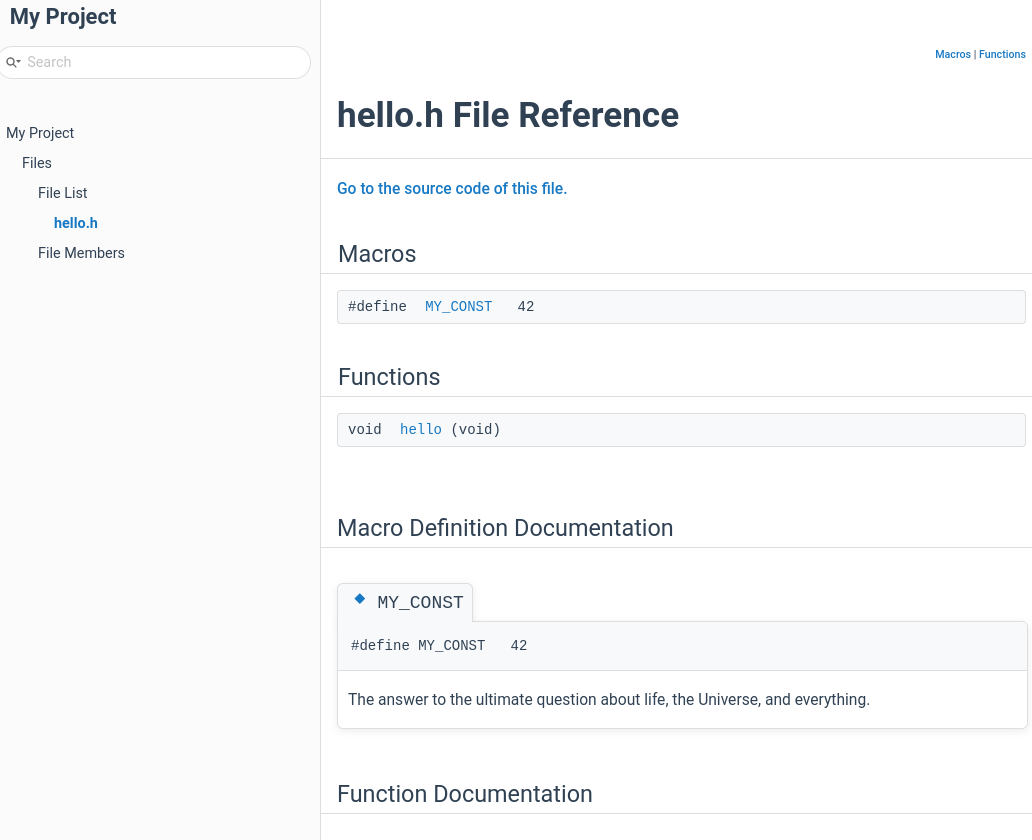 My Project
Search
My Project
Files
File List
hello.h
File Members
Macros | Functions
hello.h File Reference
Go to the source code of this file.
Macros
#define MY_CONST 42
Functions
void hello (void)
Macro Definition Documentation
◆ MY_CONST
#define MY_CONST 42
The answer to the ultimate question about life, the Universe, and everything.
Function Documentation